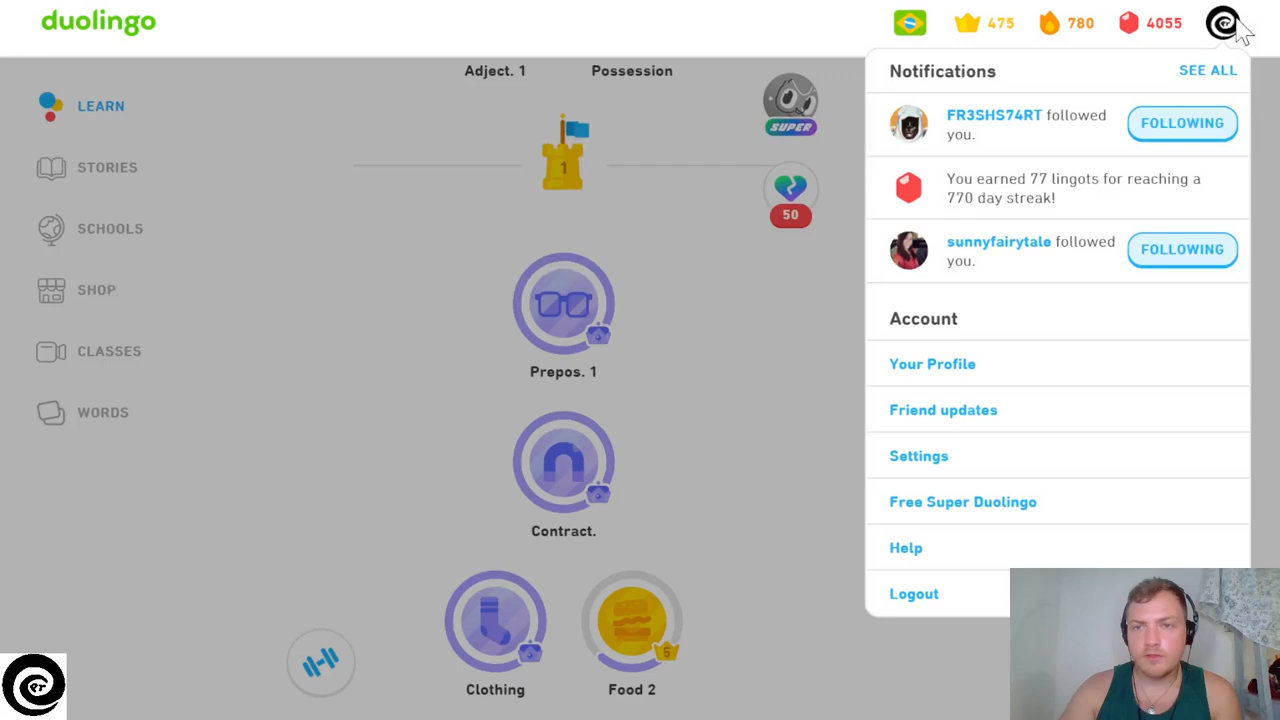 duolingo
475
780
4055
LEARN
STORIES
SCHOOLS
SHOP
CLASSES
WORDS
Adject. 1
Possession
1
SUPER
50
Prepos. 1
Contract.
5
Clothing
Food 2
Notifications
SEE ALL
FR3SHS74RT followed
you.
FOLLOWING
You earned 77 lingots for reaching a
770 day streak!
sunnyfairytale followed
you.
FOLLOWING
Account
Your Profile
Friend updates
Settings
Free Super Duolingo
Help
Logout